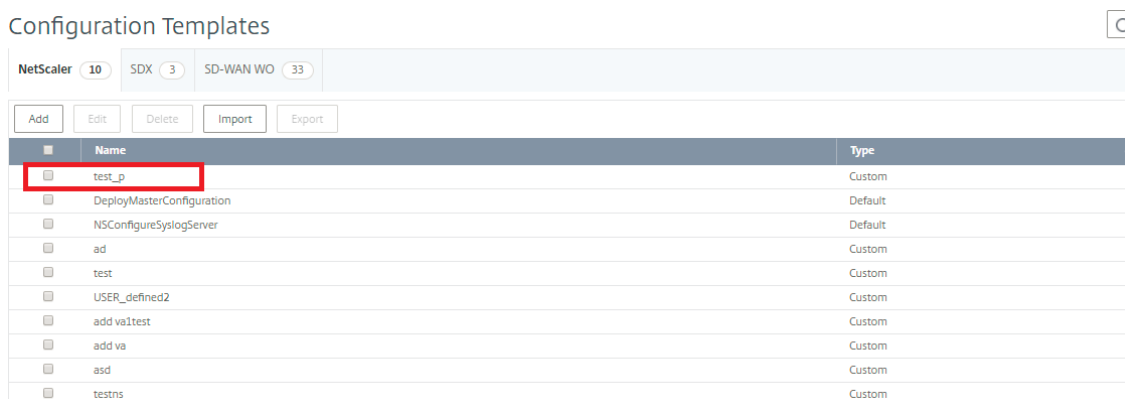 Configuration Templates
NetScaler 10 SDX 3 SD-WAN WO 33
Add Edit Delete Import Export
Name Type
test_p Custom
DeployMasterConfiguration Default
NSConfigureSyslogServer Default
ad Custom
test Custom
USER_defined2 Custom
add va1test Custom
add va Custom
asd Custom
testns Custom